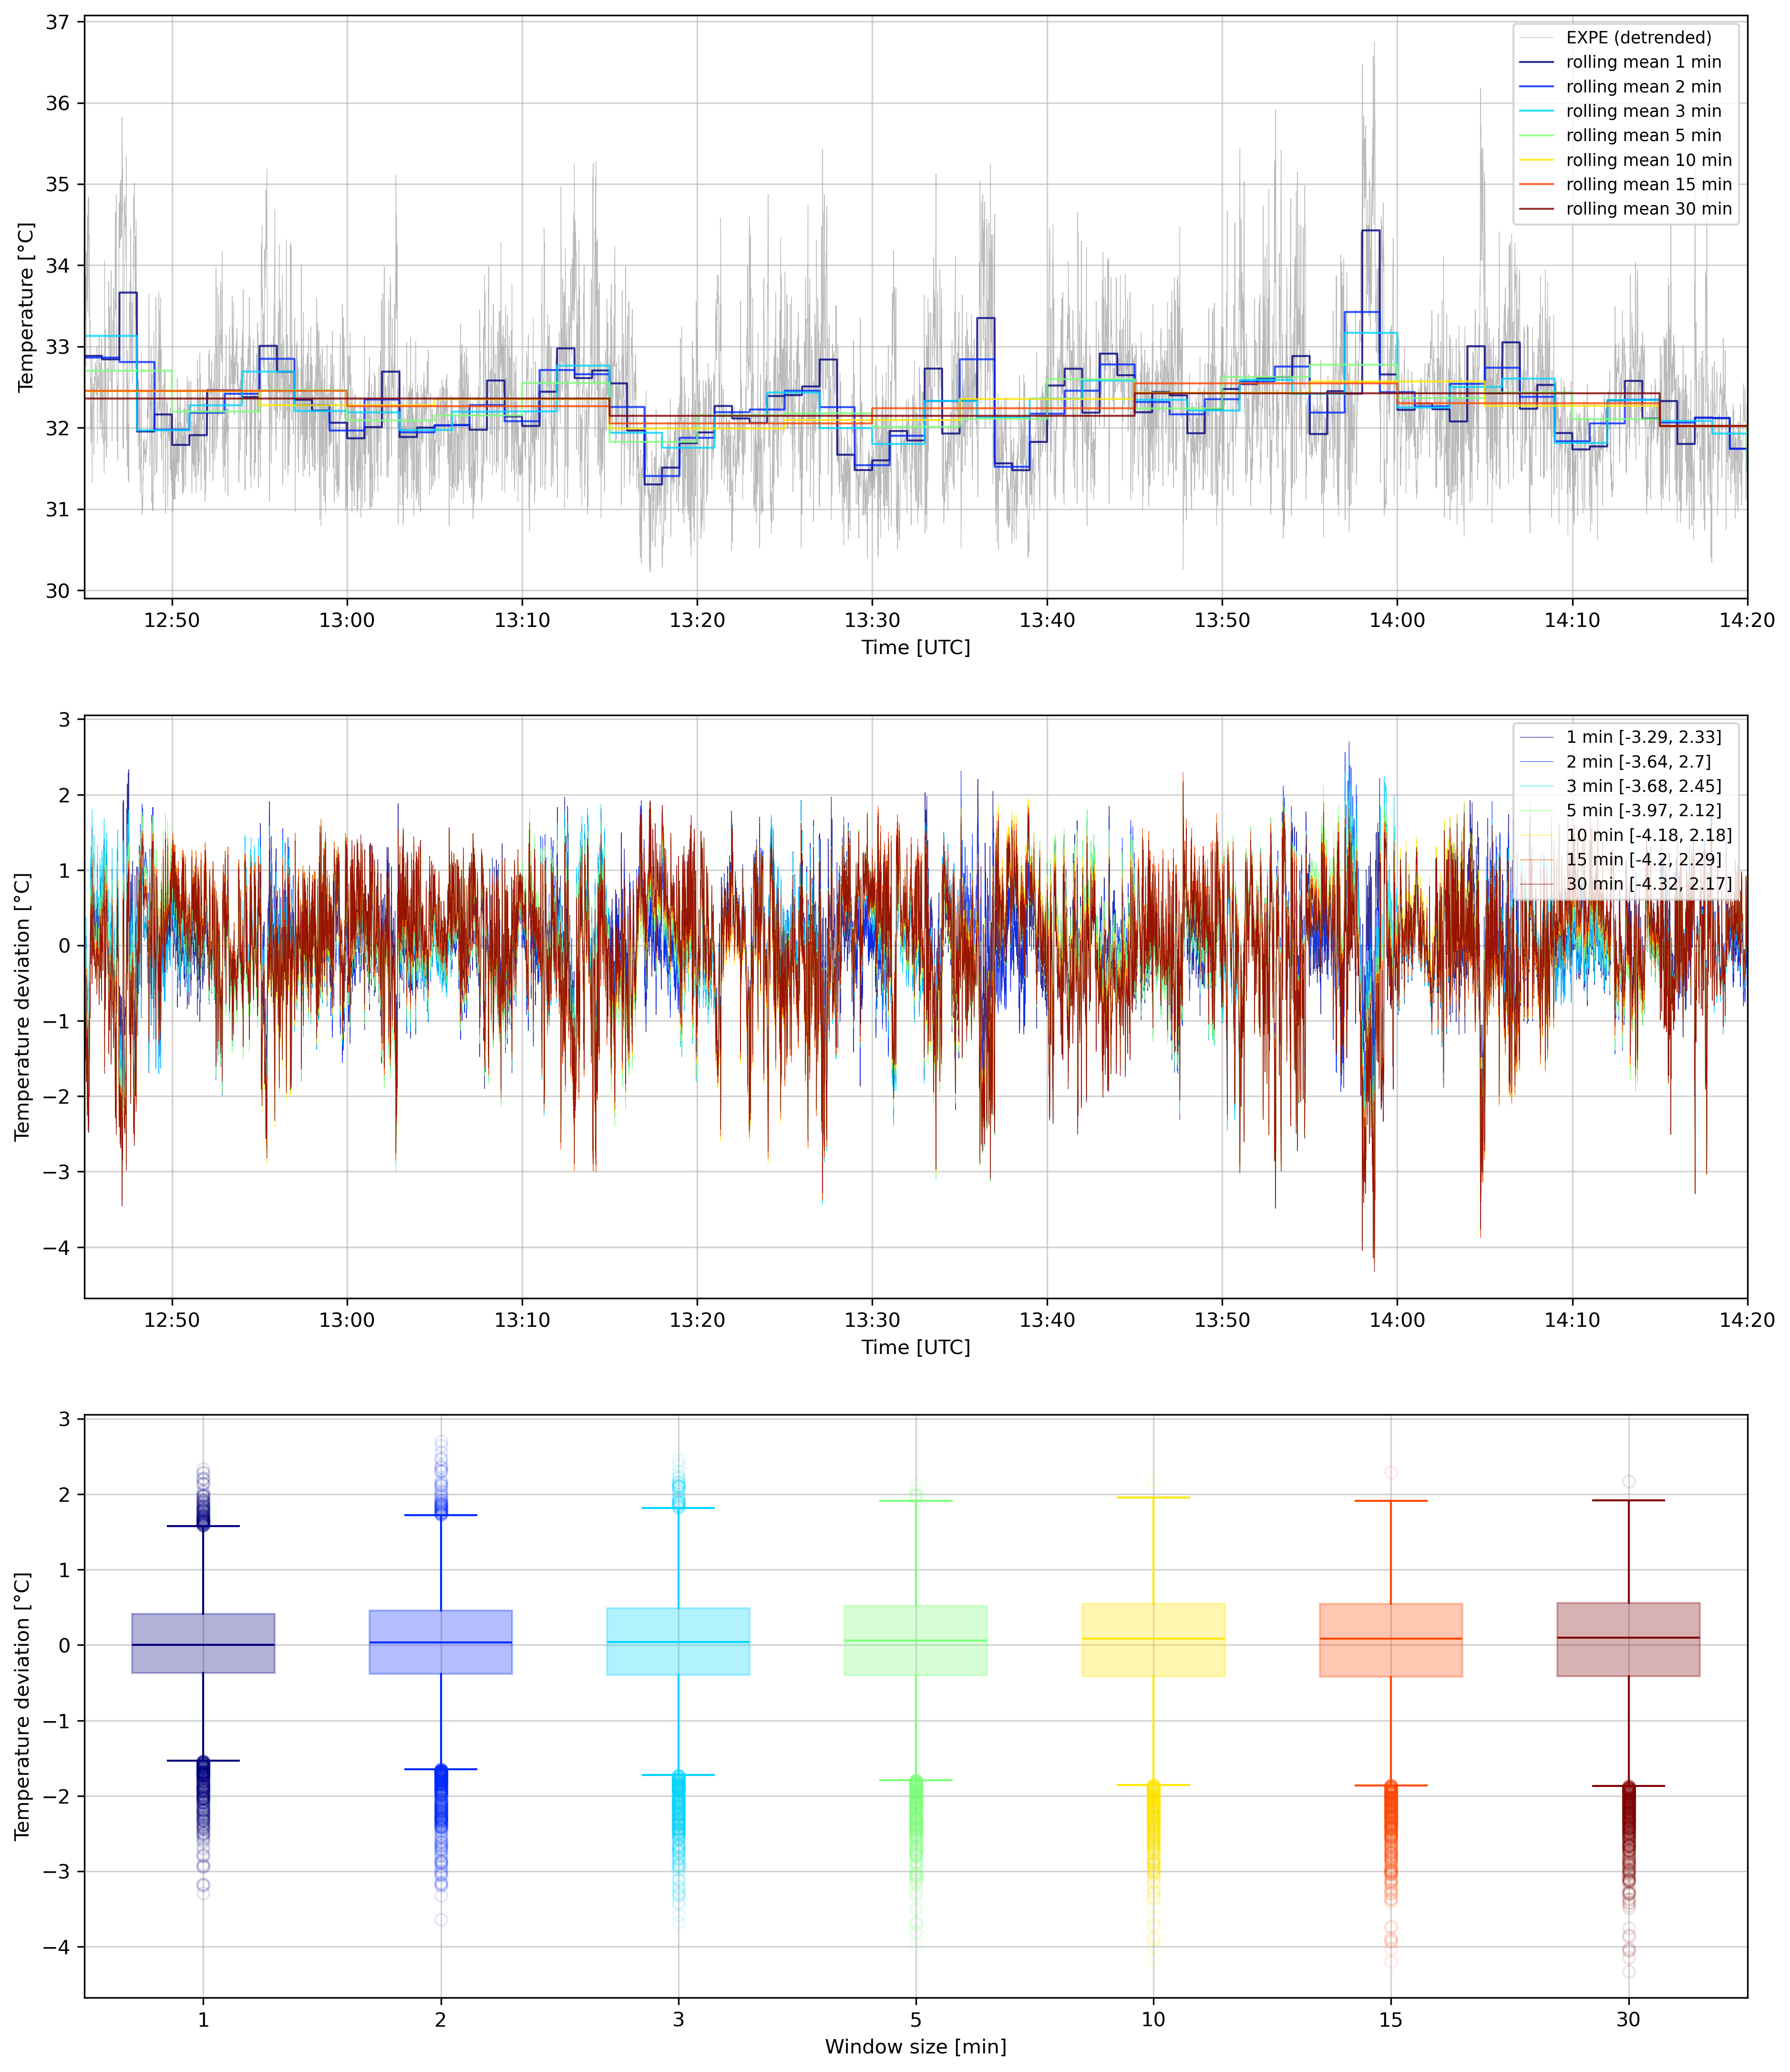 37
36
35
34
33
32
31
30
Temperature [°C]
EXPE (detrended)
rolling mean 1 min
rolling mean 2 min
rolling mean 3 min
rolling mean 5 min
rolling mean 10 min
rolling mean 15 min
rolling mean 30 min
12:50 13:00 13:10 13:20 13:30 13:40 13:50 14:00 14:10 14:20
Time [UTC]
3
2
1
0
−1
−2
−3
−4
Temperature deviation [°C]
1 min [-3.29, 2.33]
2 min [-3.64, 2.7]
3 min [-3.68, 2.45]
5 min [-3.97, 2.12]
10 min [-4.18, 2.18]
15 min [-4.2, 2.29]
30 min [-4.32, 2.17]
12:50 13:00 13:10 13:20 13:30 13:40 13:50 14:00 14:10 14:20
Time [UTC]
3
2
1
0
−1
−2
−3
−4
Temperature deviation [°C]
1 2 3 5 10 15 30
Window size [min]